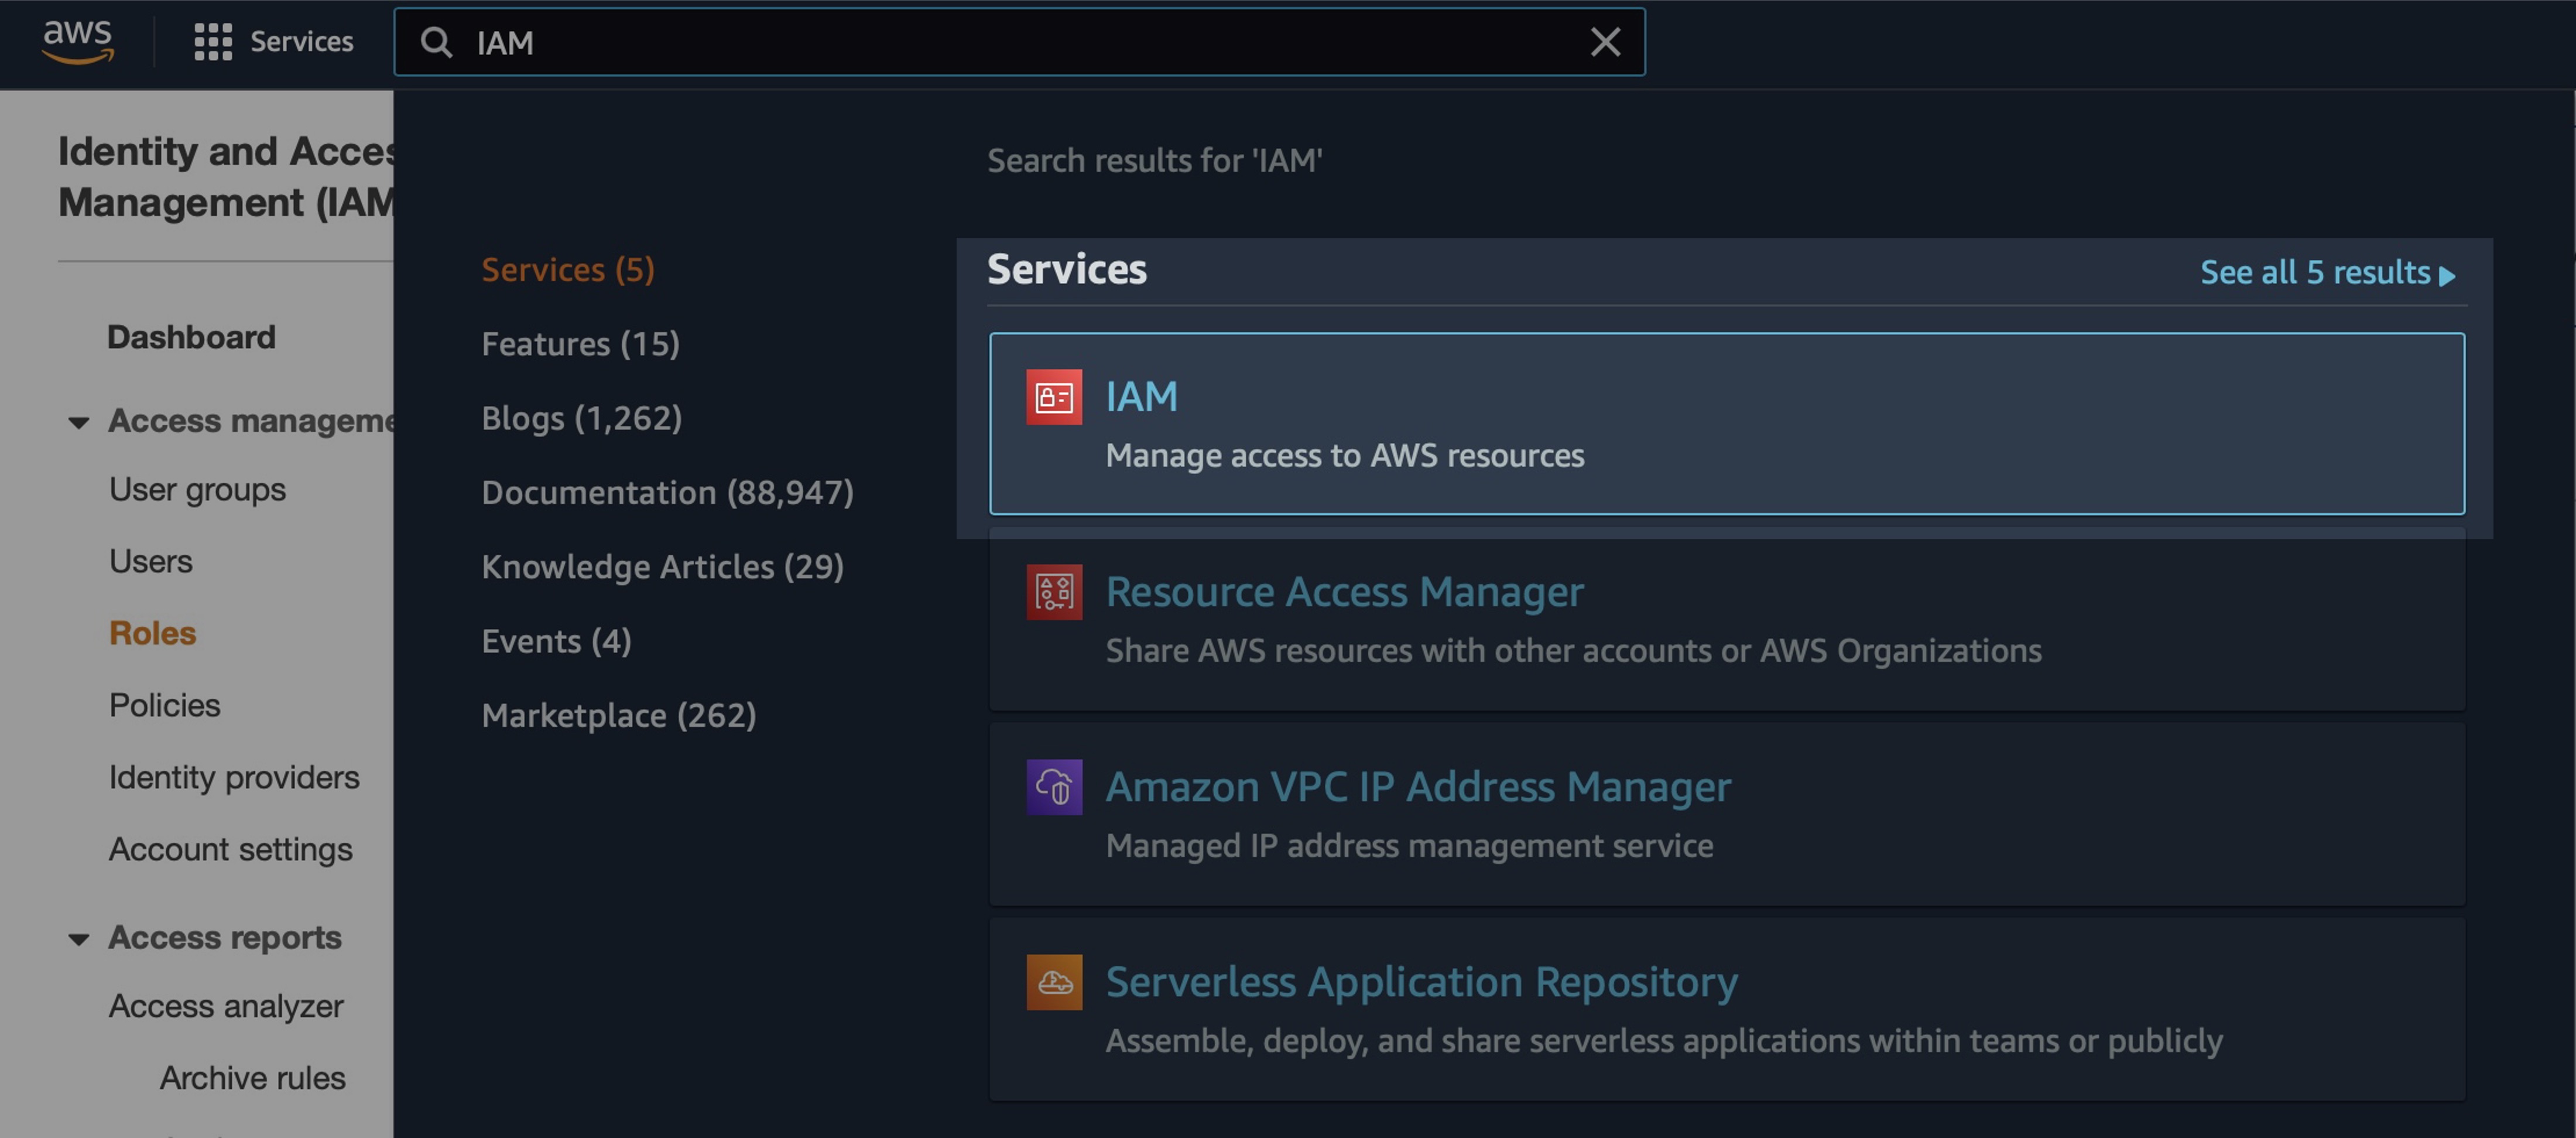 aws
Services
IAM
Identity and Acces
Management (IAM
Dashboard
Access manageme
User groups
Users
Roles
Policies
Identity providers
Account settings
Access reports
Access analyzer
Archive rules
Search results for 'IAM'
Services (5)
Features (15)
Blogs (1,262)
Documentation (88,947)
Knowledge Articles (29)
Events (4)
Marketplace (262)
Services
See all 5 results
IAM
Manage access to AWS resources
Resource Access Manager
Share AWS resources with other accounts or AWS Organizations
Amazon VPC IP Address Manager
Managed IP address management service
Serverless Application Repository
Assemble, deploy, and share serverless applications within teams or publicly